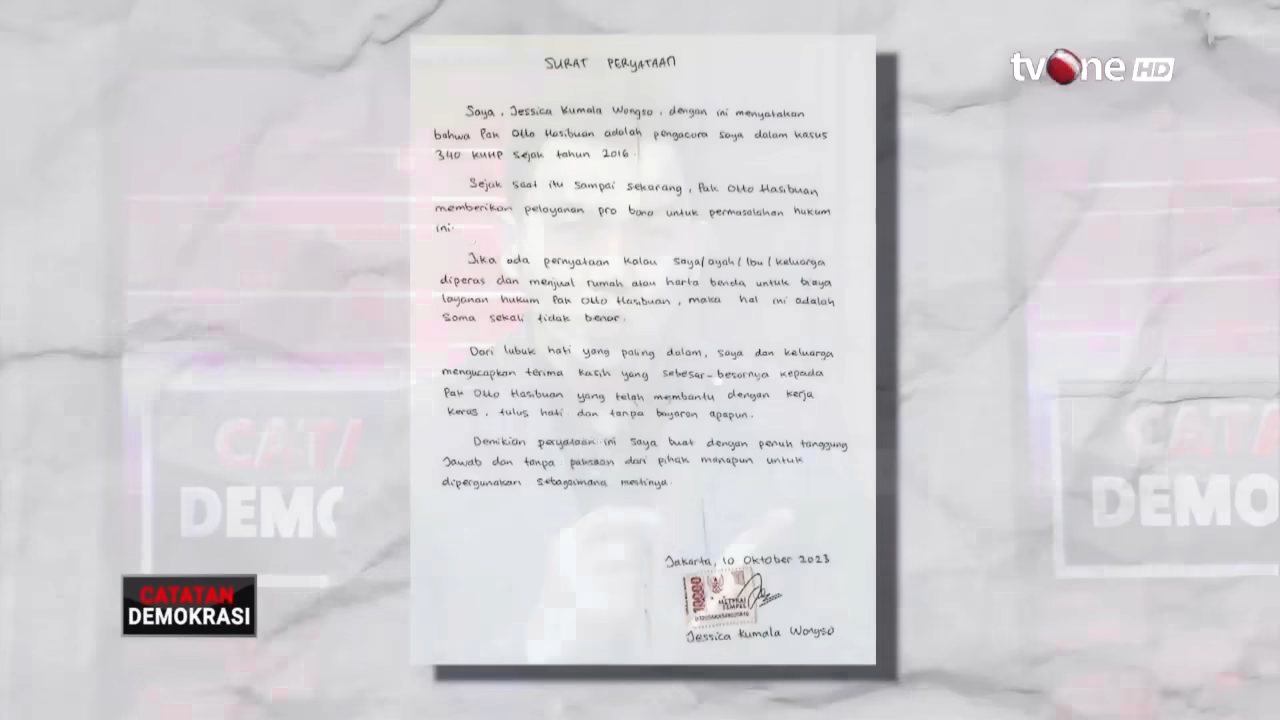 tvOne HD
SURAT PERYATAAN
Saya, Jessica Kumala Wongso, dengan ini menyatakan
bahwa Pak Otto Hasibuan adalah pengacara saya dalam kasus
340 KUHP sejak tahun 2016.
Sejak saat itu sampai sekarang, Pak Otto Hasibuan
memberikan pelayanan pro bono untuk permasalahan hukum
ini.
Jika ada pernyataan kalau saya/ayah/Ibu/keluarga
diperas dan menjual rumah atau harta benda untuk biaya
layanan hukum Pak Otto Hasibuan, maka hal ini adalah
sama sekali tidak benar.
Dari lubuk hati yang paling dalam, saya dan keluarga
mengucapkan terima kasih yang sebesar-besarnya kepada
Pak Otto Hasibuan yang telah membantu dengan kerja
keras, tulus hati dan tanpa bayaran apapun.
Demikian peryataan ini saya buat dengan penuh tanggung
jawab dan tanpa paksaan dari pihak manapun untuk
dipergunakan sebagaimana mestinya.
Jakarta, 10 Oktober 2023
10000
METERAI
TEMPEL
Jessica Kumala Wongso
CATATAN
DEMOKRASI
CATA
DEMO
CATA
DEMO